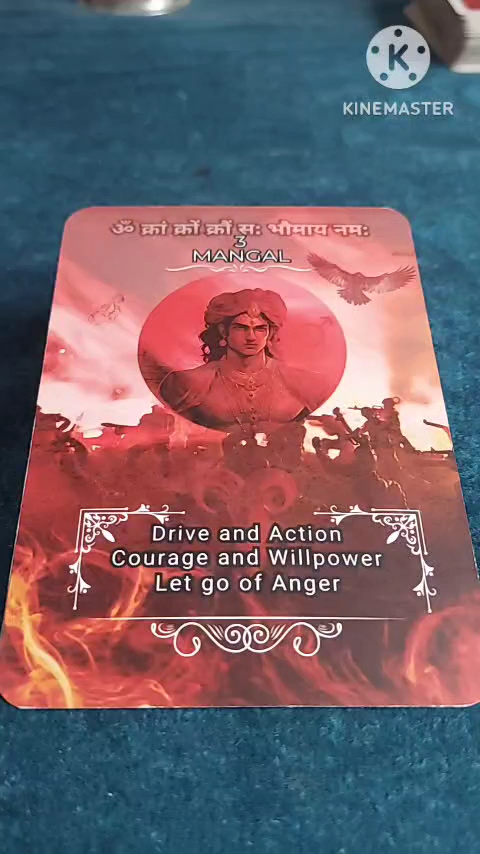 KINEMASTER
ॐ क्रां क्रीं क्रौं सः भौमाय नमः
3
MANGAL
Drive and Action
Courage and Willpower
Let go of Anger